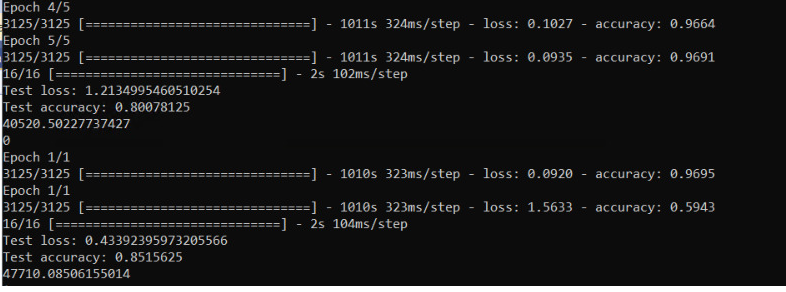 Epoch 4/5
3125/3125 [==============================] - 1011s 324ms/step - loss: 0.1027 - accuracy: 0.9664
Epoch 5/5
3125/3125 [==============================] - 1011s 324ms/step - loss: 0.0935 - accuracy: 0.9691
16/16 [==============================] - 2s 102ms/step
Test loss: 1.2134995460510254
Test accuracy: 0.80078125
40520.50227737427
0
Epoch 1/1
3125/3125 [==============================] - 1010s 323ms/step - loss: 0.0920 - accuracy: 0.9695
Epoch 1/1
3125/3125 [==============================] - 1010s 323ms/step - loss: 1.5633 - accuracy: 0.5943
16/16 [==============================] - 2s 104ms/step
Test loss: 0.43392395973205566
Test accuracy: 0.8515625
47710.08506155014